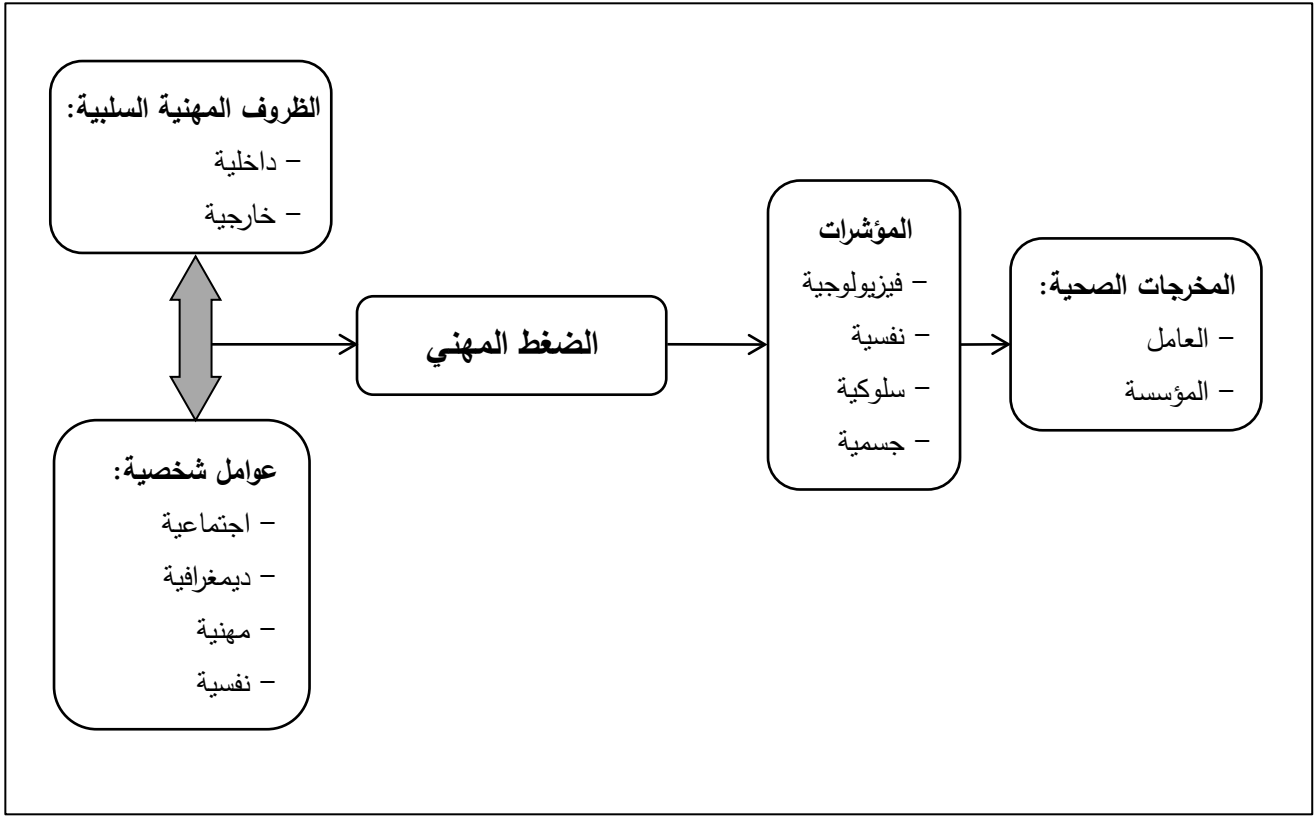 الظروف المهنية السلبية:
– داخلية
– خارجية
عوامل شخصية:
– اجتماعية
– ديمغرافية
– مهنية
– نفسية
الضغط المهني
المؤشرات
– فيزيولوجية
– نفسية
– سلوكية
– جسمية
المخرجات الصحية:
– العامل
– المؤسسة